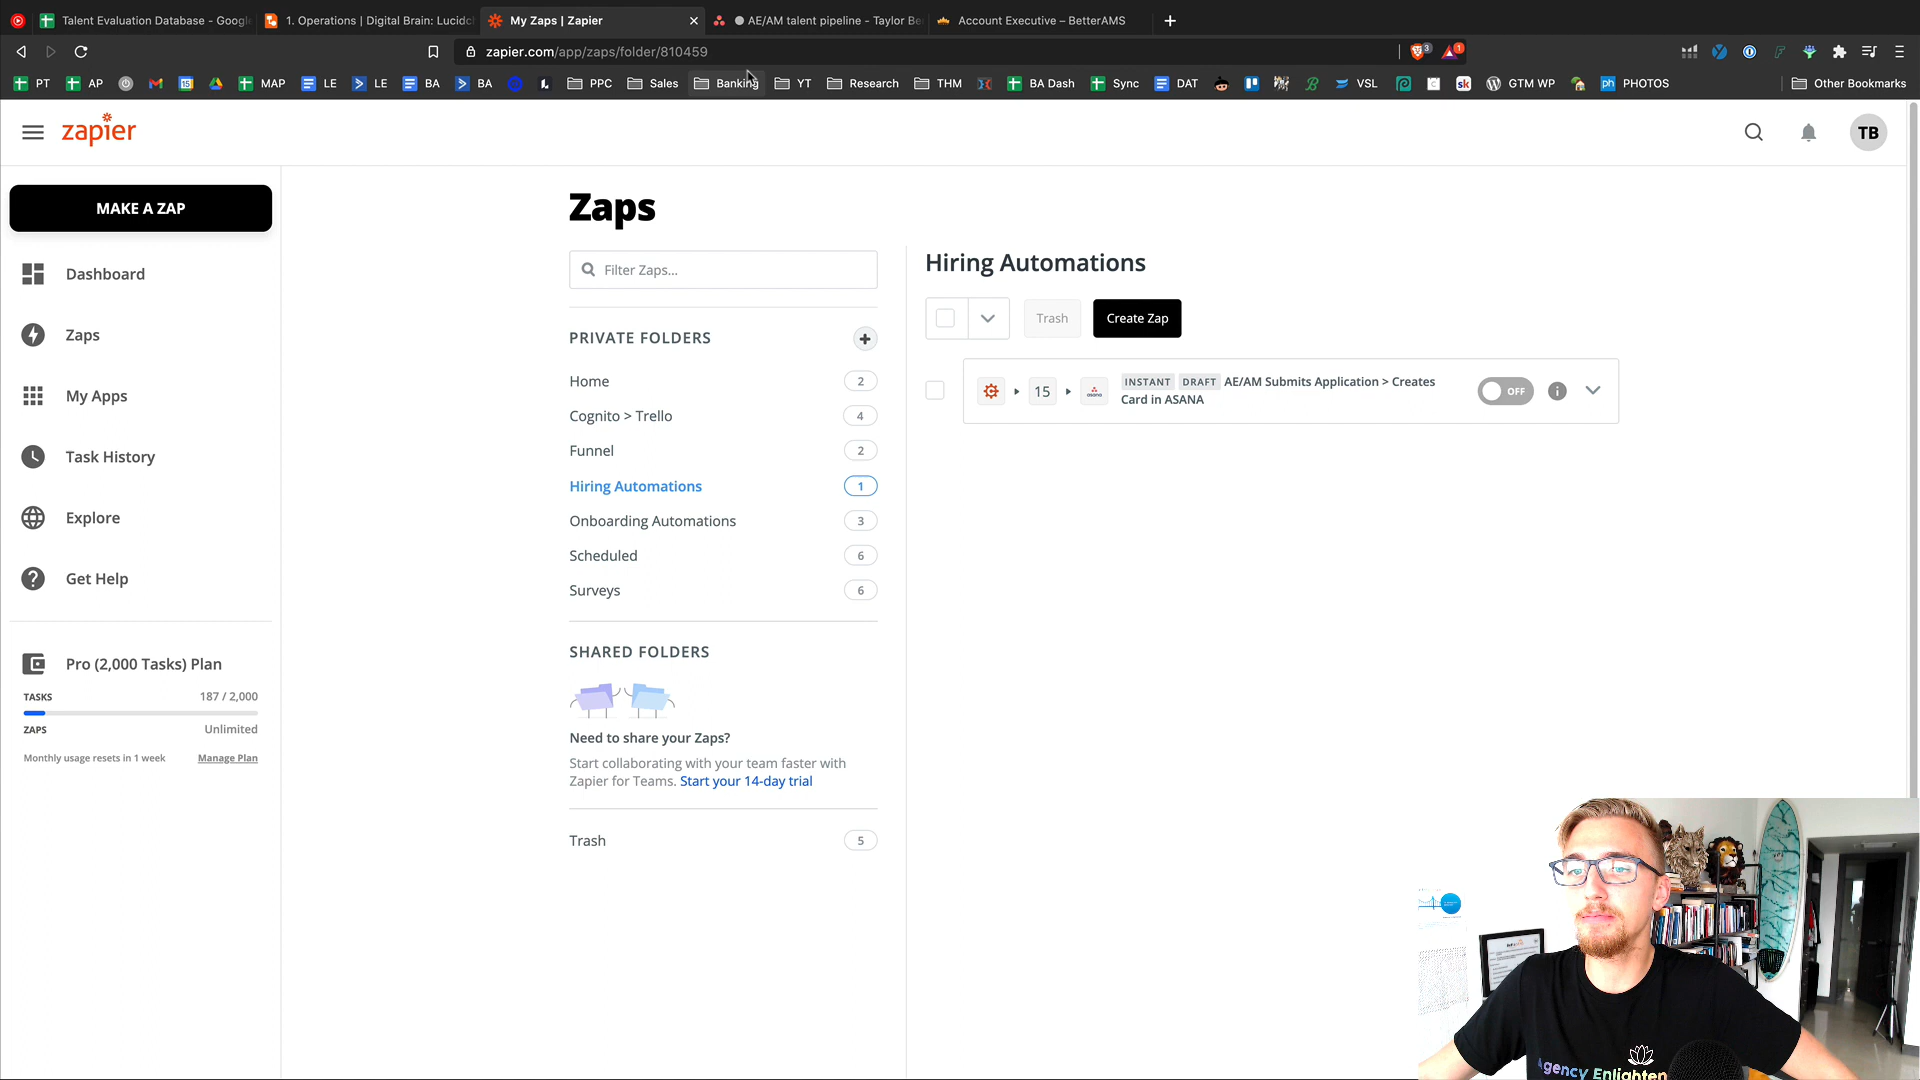 Talent Evaluation Database - Google
1. Operations | Digital Brain: Lucidc
My Zaps | Zapier
AE/AM talent pipeline - Taylor Be
Account Executive – BetterAMS
zapier.com/app/zaps/folder/810459
3
1
PT
AP
MAP
LE
LE
BA
BA
PPC
Sales
Banking
YT
Research
THM
BA Dash
Sync
DAT
VSL
sk
GTM WP
ph
PHOTOS
Other Bookmarks
zapier
TB
MAKE A ZAP
Dashboard
Zaps
My Apps
Task History
Explore
Get Help
Pro (2,000 Tasks) Plan
TASKS
187 / 2,000
ZAPS
Unlimited
Monthly usage resets in 1 week
Manage Plan
Zaps
Filter Zaps...
PRIVATE FOLDERS
Home
2
Cognito > Trello
4
Funnel
2
Hiring Automations
1
Onboarding Automations
3
Scheduled
6
Surveys
6
SHARED FOLDERS
Need to share your Zaps?
Start collaborating with your team faster with
Zapier for Teams. Start your 14-day trial
Trash
5
Hiring Automations
Trash
Create Zap
15
asana
INSTANT DRAFT AE/AM Submits Application > Creates
Card in ASANA
OFF
Agency Enlighten